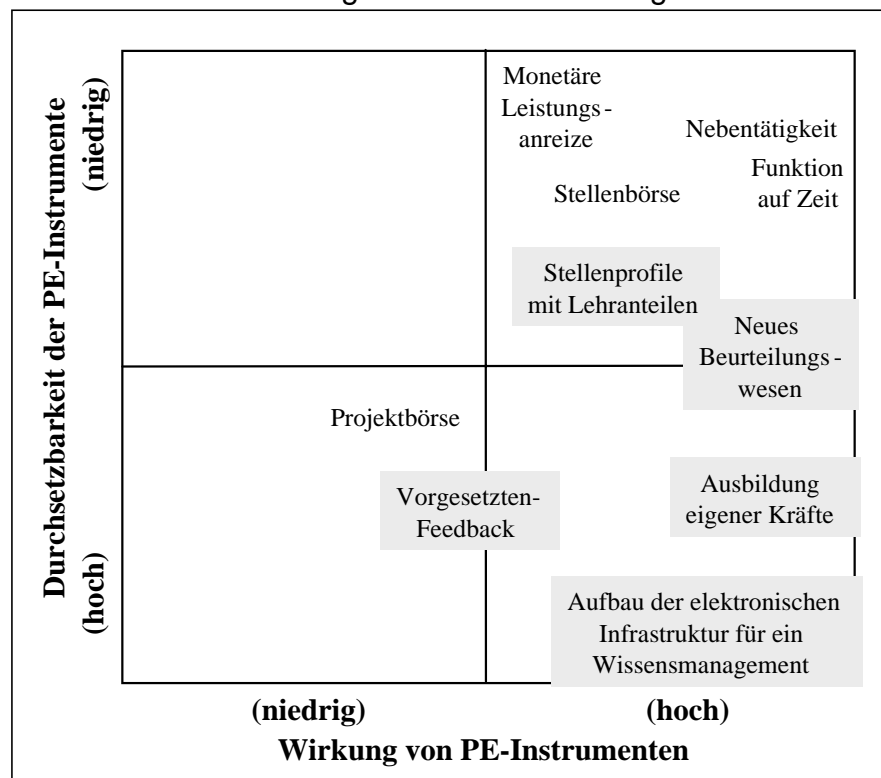 Durchsetzbarkeit der PE-Instrumente
(niedrig)
(hoch)
Monetäre
Leistungs-
anreize
Nebentätigkeit
Funktion
auf Zeit
Stellenbörse
Stellenprofile
mit Lehranteilen
Neues
Beurteilungs-
wesen
Projektbörse
Vorgesetzten-
Feedback
Ausbildung
eigener Kräfte
Aufbau der elektronischen
Infrastruktur für ein
Wissensmanagement
(niedrig)
(hoch)
Wirkung von PE-Instrumenten